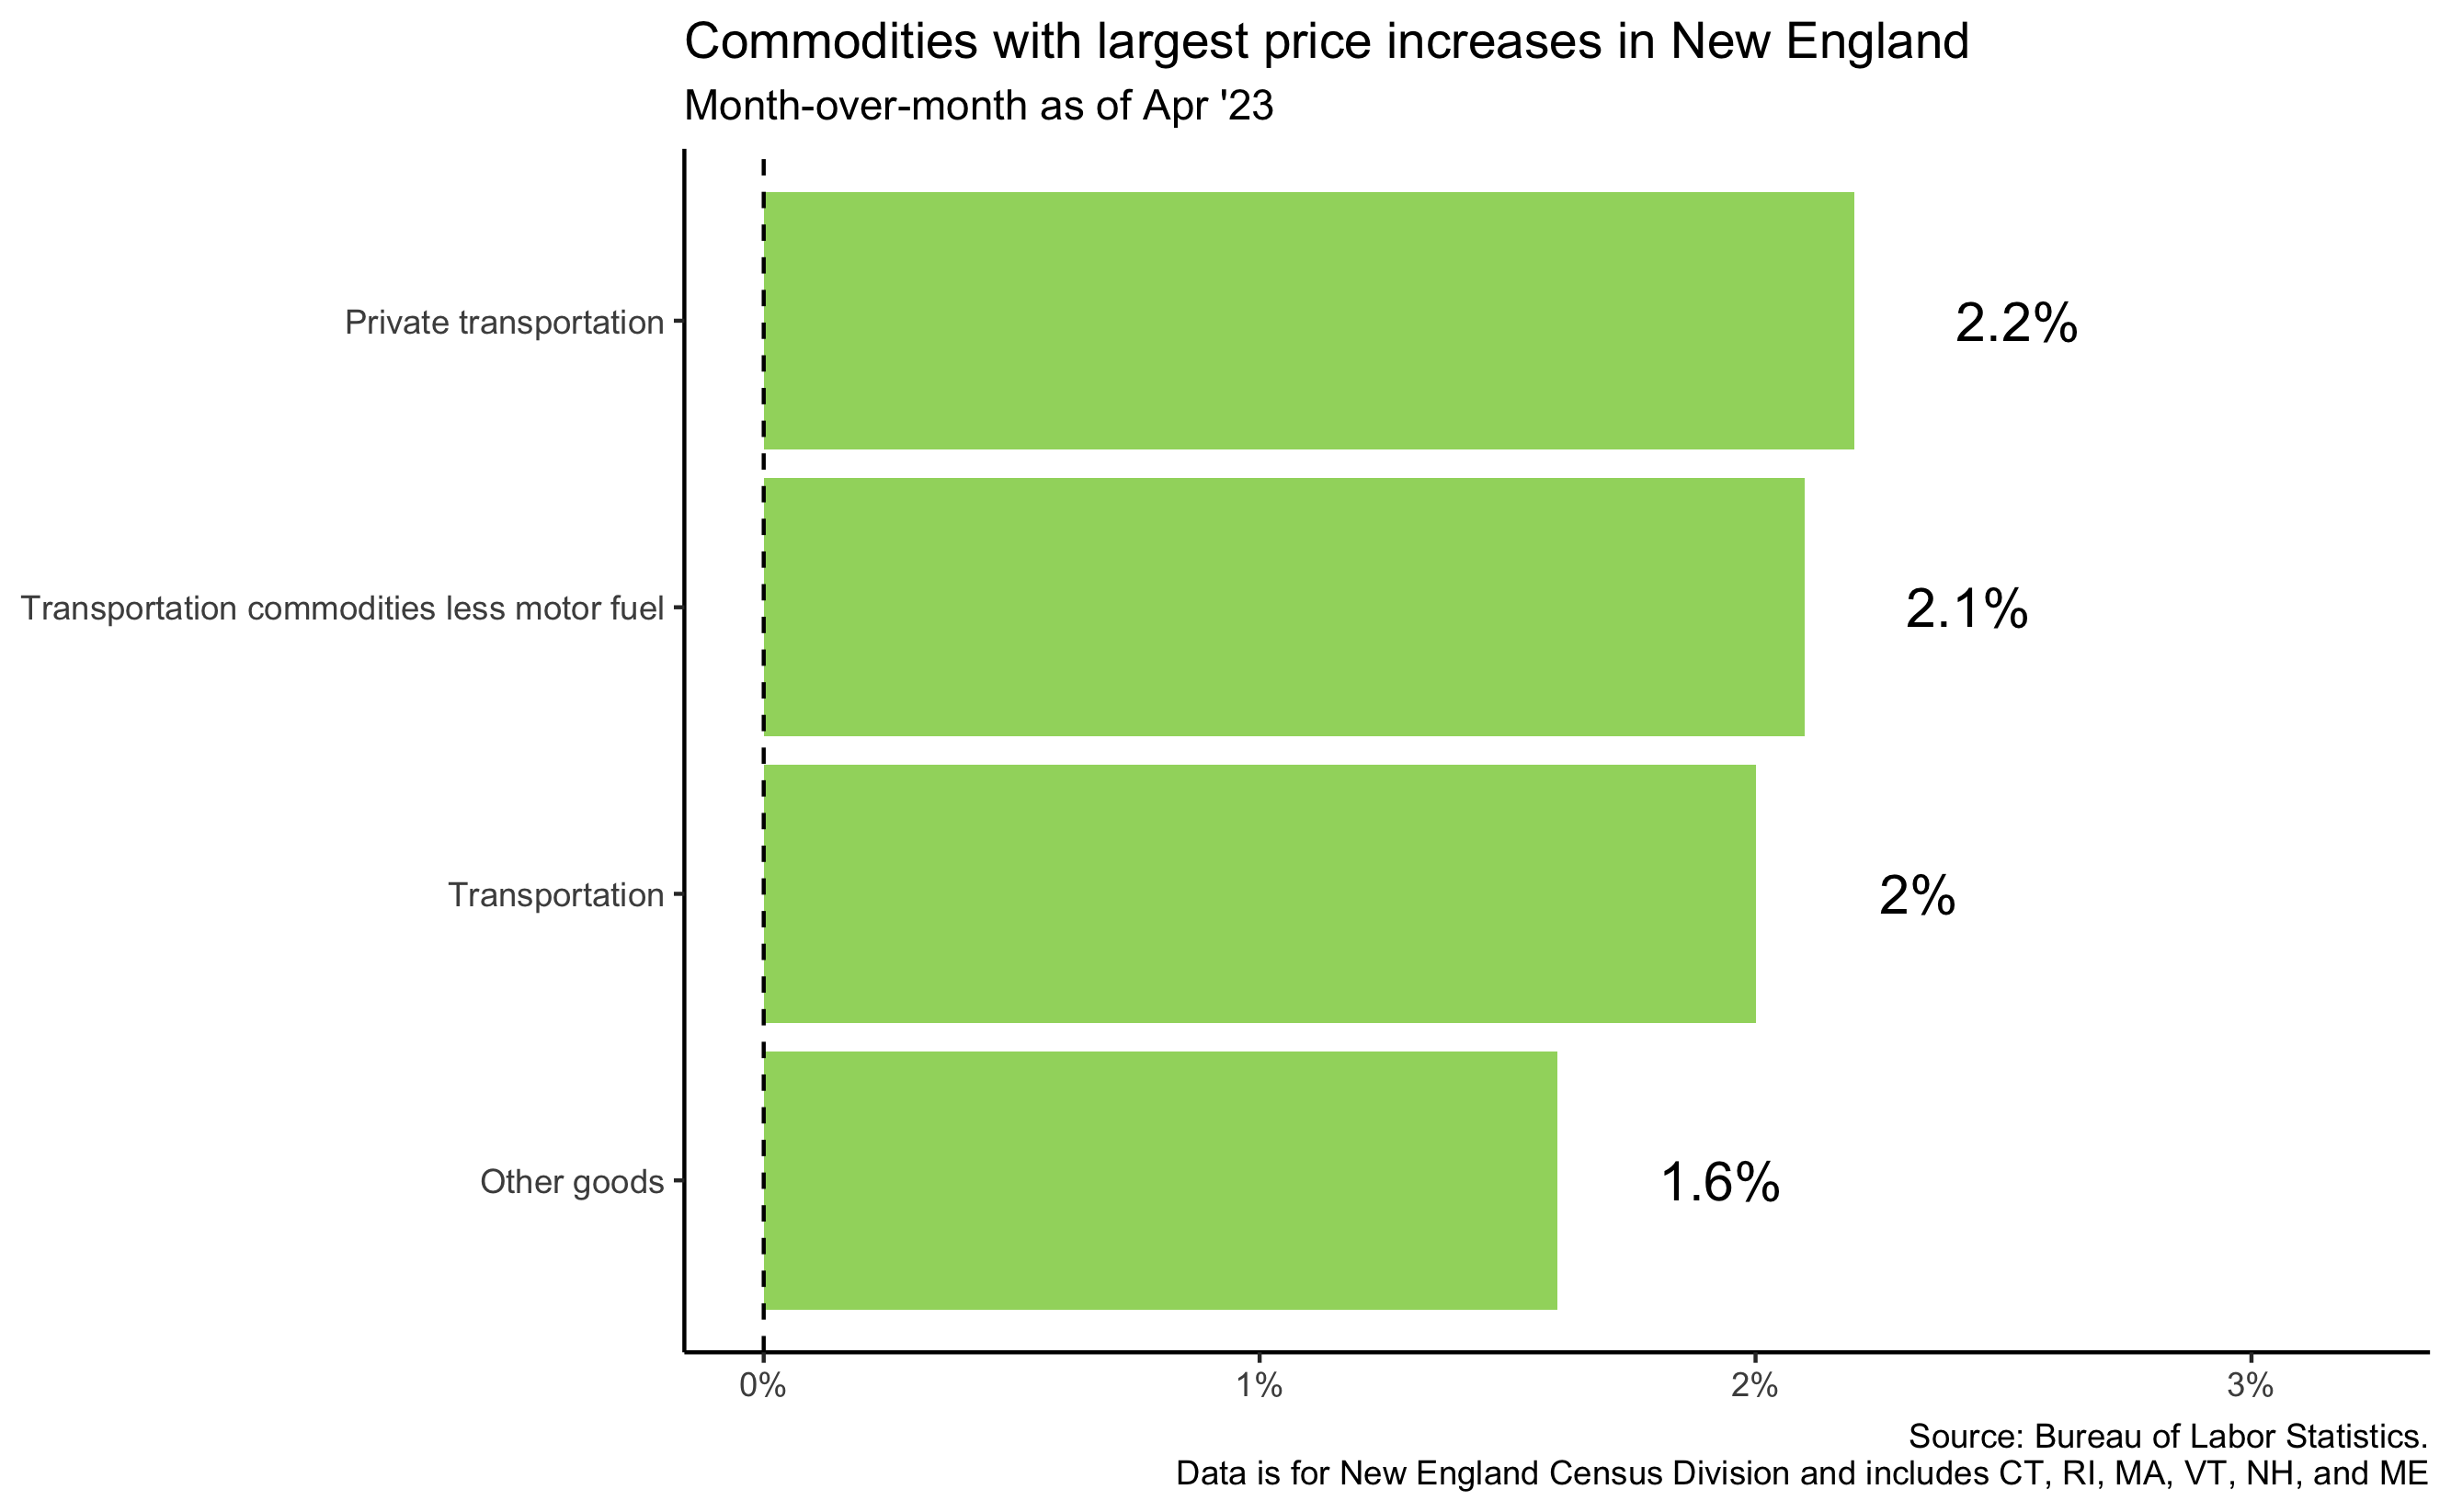 Commodities with largest price increases in New England
Month-over-month as of Apr '23
Private transportation
2.2%
Transportation commodities less motor fuel
2.1%
Transportation
2%
Other goods
1.6%
0%
1%
2%
3%
Source: Bureau of Labor Statistics.
Data is for New England Census Division and includes CT, RI, MA, VT, NH, and ME